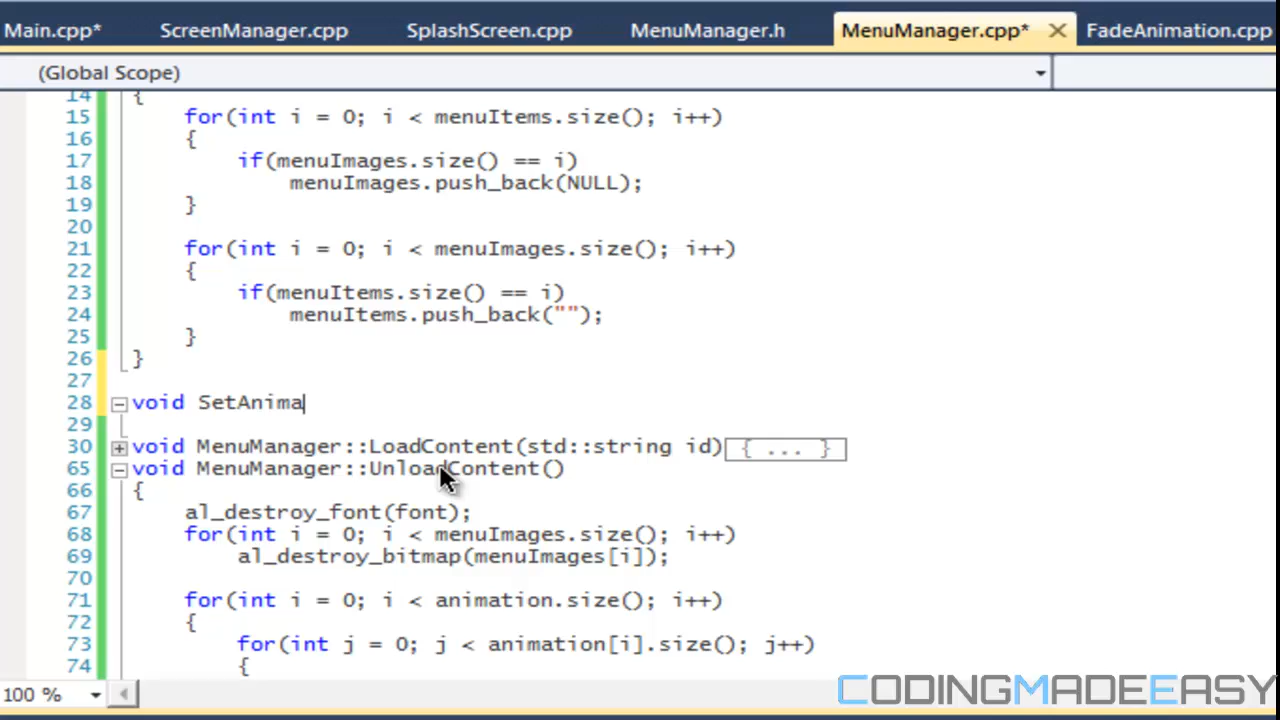 Main.cpp* ScreenManager.cpp SplashScreen.cpp MenuManager.h MenuManager.cpp* FadeAnimation.cpp
(Global Scope)
14 {
15 for(int i = 0; i < menuItems.size(); i++)
16 {
17 if(menuImages.size() == i)
18 menuImages.push_back(NULL);
19 }
20
21 for(int i = 0; i < menuImages.size(); i++)
22 {
23 if(menuItems.size() == i)
24 menuItems.push_back("");
25 }
26 }
27
28 void SetAnima
29
30 void MenuManager::LoadContent(std::string id){ ... }
65 void MenuManager::UnloadContent()
66 {
67 al_destroy_font(font);
68 for(int i = 0; i < menuImages.size(); i++)
69 al_destroy_bitmap(menuImages[i]);
70
71 for(int i = 0; i < animation.size(); i++)
72 {
73 for(int j = 0; j < animation[i].size(); j++)
74 {
100 %
CODINGMADEEASY